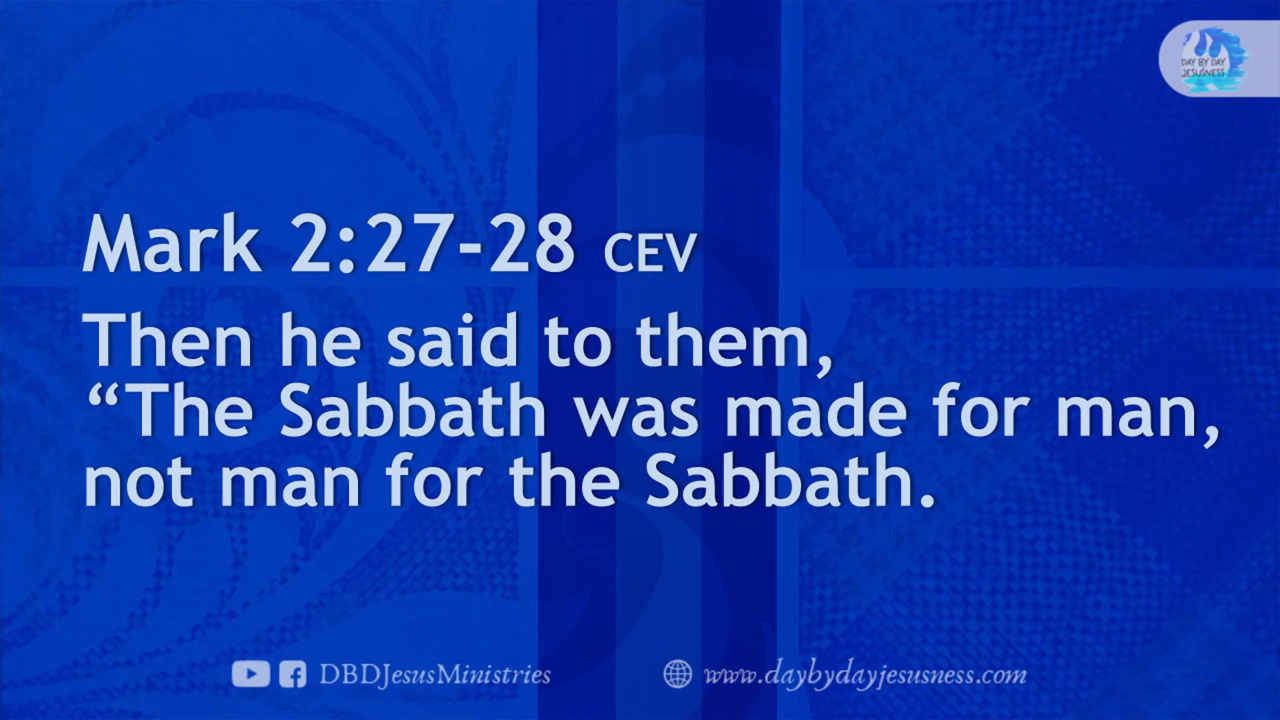 DAY BY DAY
JESUSNESS
Mark 2:27-28 CEV
Then he said to them,
“The Sabbath was made for man,
not man for the Sabbath.
DBDJesusMinistries
www.daybydayjesusness.com